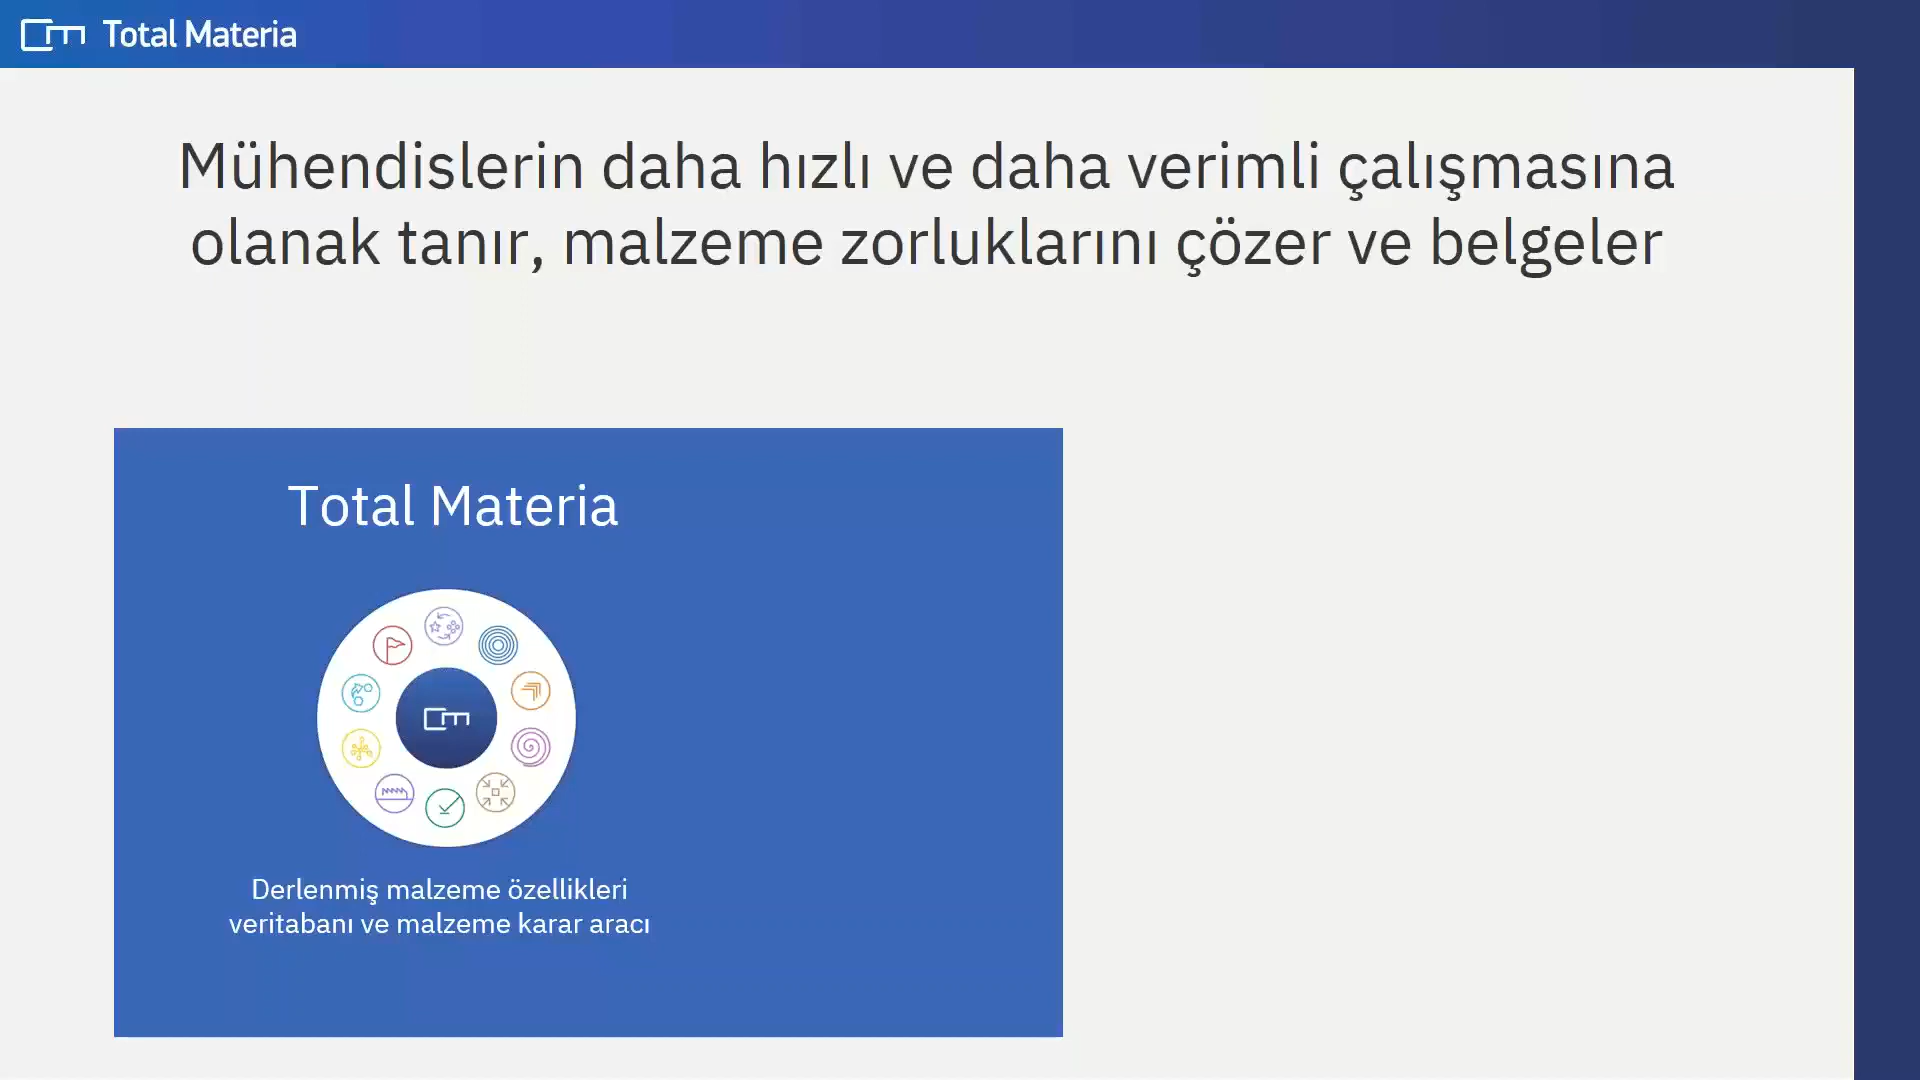 Total Materia
Mühendislerin daha hızlı ve daha verimli çalışmasına
olanak tanır, malzeme zorluklarını çözer ve belgeler
Total Materia
Derlenmiş malzeme özellikleri
veritabanı ve malzeme karar aracı